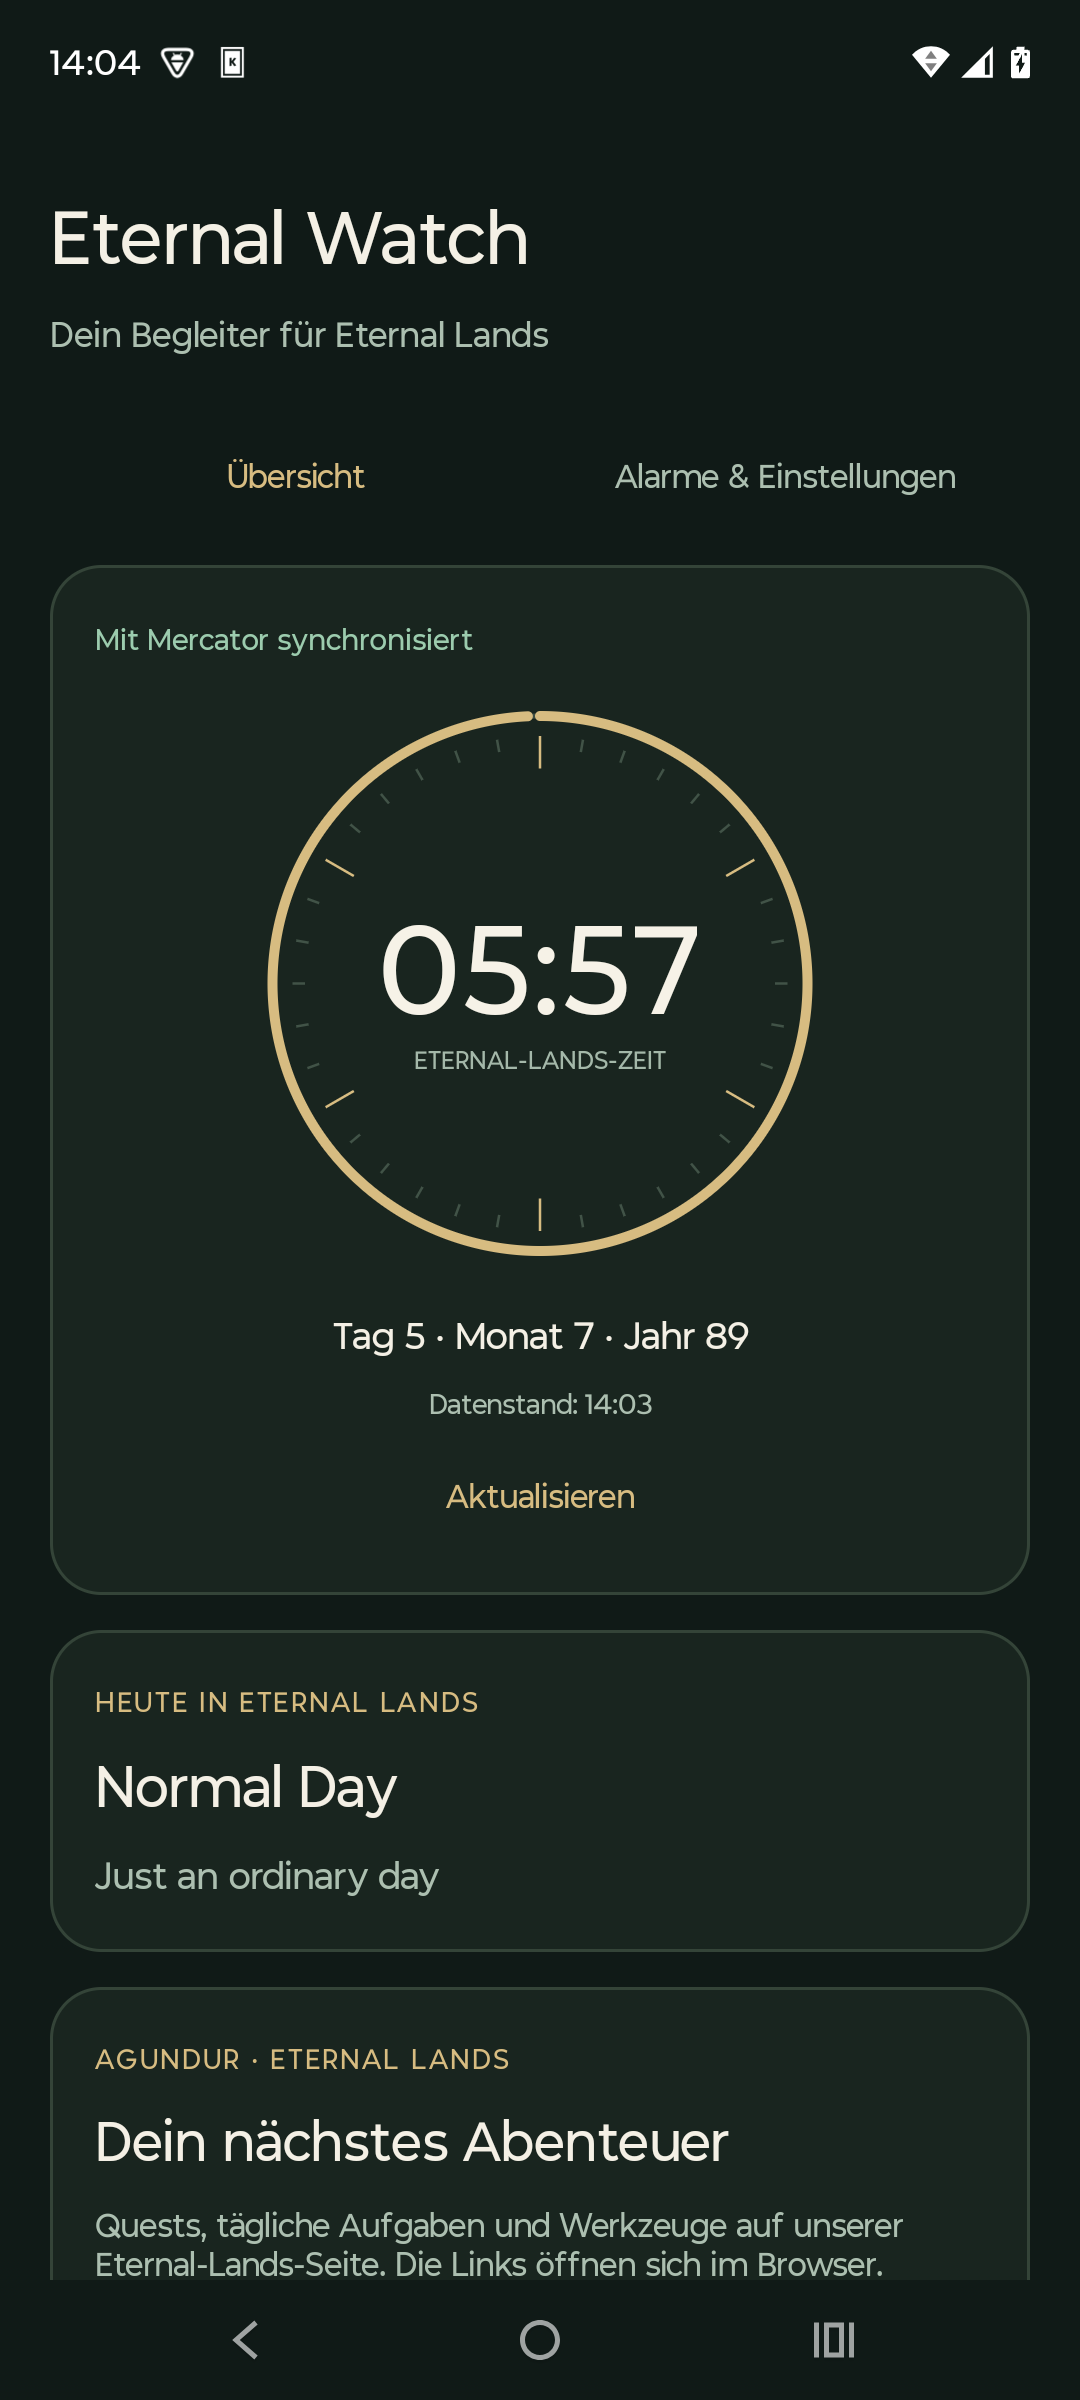 14:04
Eternal Watch
Dein Begleiter für Eternal Lands
Übersicht
Alarme & Einstellungen
Mit Mercator synchronisiert
05:57
ETERNAL-LANDS-ZEIT
Tag 5 · Monat 7 · Jahr 89
Datenstand: 14:03
Aktualisieren
HEUTE IN ETERNAL LANDS
Normal Day
Just an ordinary day
AGUNDUR · ETERNAL LANDS
Dein nächstes Abenteuer
Quests, tägliche Aufgaben und Werkzeuge auf unserer
Eternal-Lands-Seite. Die Links öffnen sich im Browser.